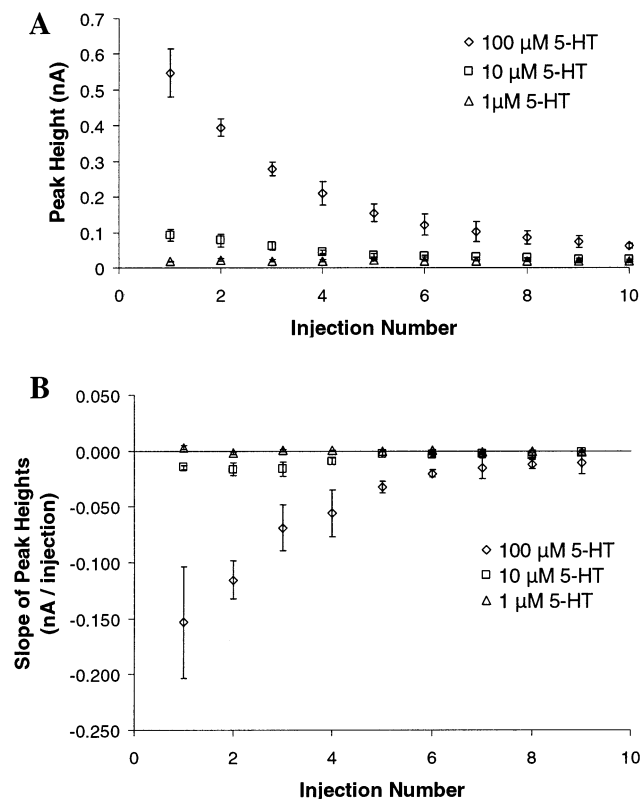 A
0.7
0.6
0.5
0.4
0.3
0.2
0.1
0
Peak Height (nA)
100 µM 5-HT
10 µM 5-HT
1µM 5-HT
0 2 4 6 8 10
Injection Number
B
0.050
0.000
-0.050
-0.100
-0.150
-0.200
-0.250
Slope of Peak Heights
(nA / injection)
100 µM 5-HT
10 µM 5-HT
1 µM 5-HT
0 2 4 6 8 10
Injection Number